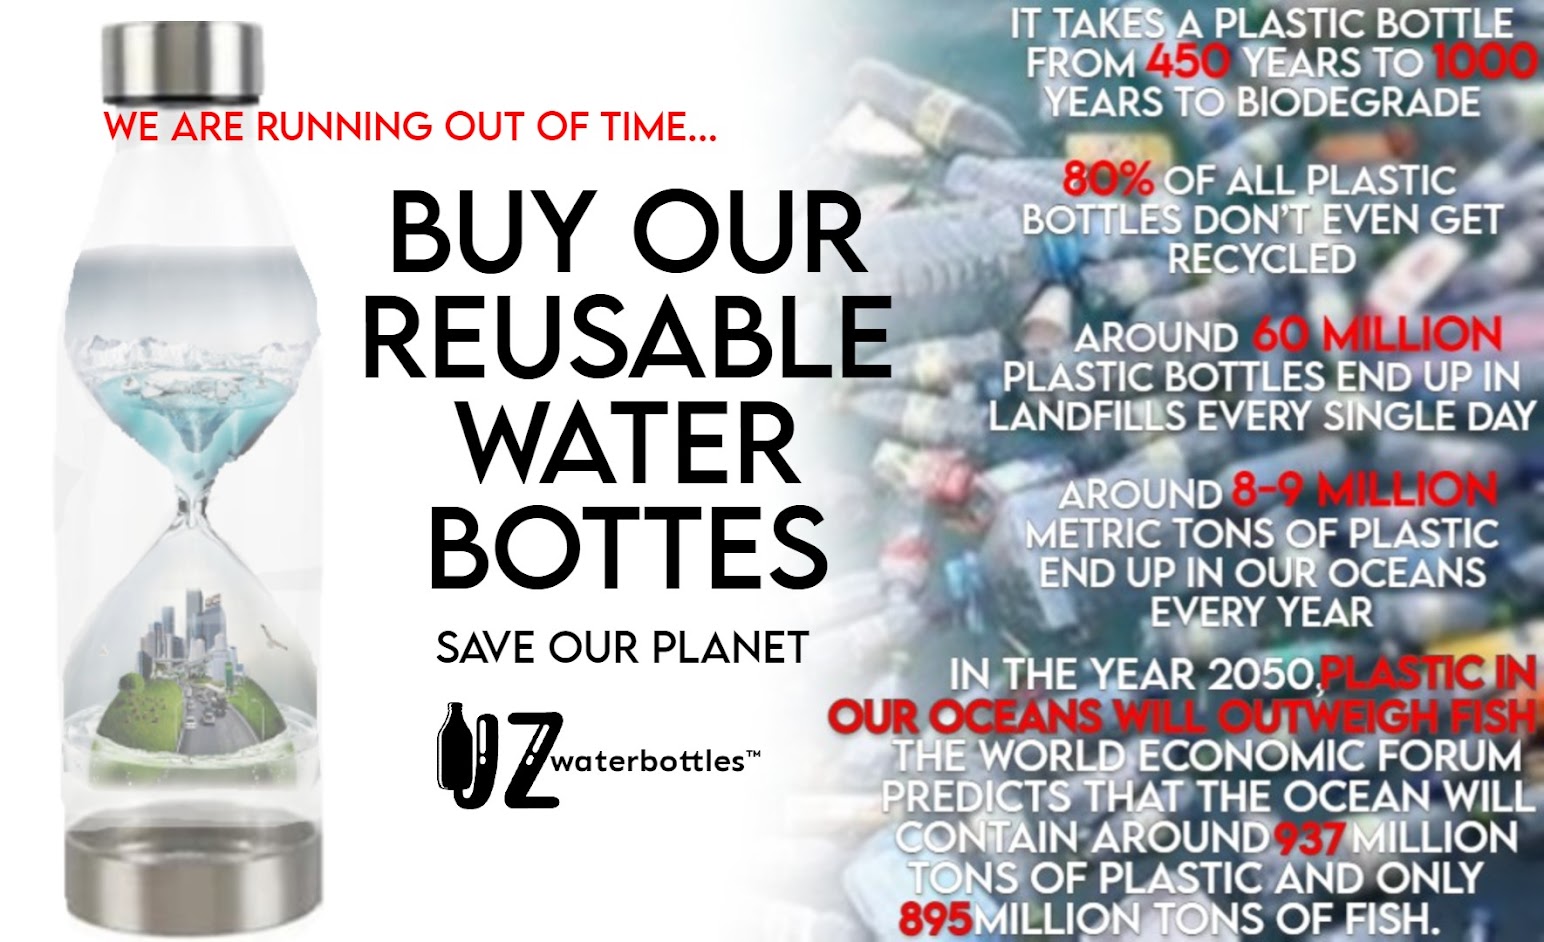 WE ARE RUNNING OUT OF TIME...
BUY OUR
REUSABLE
WATER
BOTTES
SAVE OUR PLANET
JZ waterbottles™
IT TAKES A PLASTIC BOTTLE
FROM 450 YEARS TO 1000
YEARS TO BIODEGRADE
80% OF ALL PLASTIC
BOTTLES DON'T EVEN GET
RECYCLED
AROUND 60 MILLION
PLASTIC BOTTLES END UP IN
LANDFILLS EVERY SINGLE DAY
AROUND 8-9 MILLION
METRIC TONS OF PLASTIC
END UP IN OUR OCEANS
EVERY YEAR
IN THE YEAR 2050, PLASTIC IN
OUR OCEANS WILL OUTWEIGH FISH
THE WORLD ECONOMIC FORUM
PREDICTS THAT THE OCEAN WILL
CONTAIN AROUND 937 MILLION
TONS OF PLASTIC AND ONLY
895 MILLION TONS OF FISH.